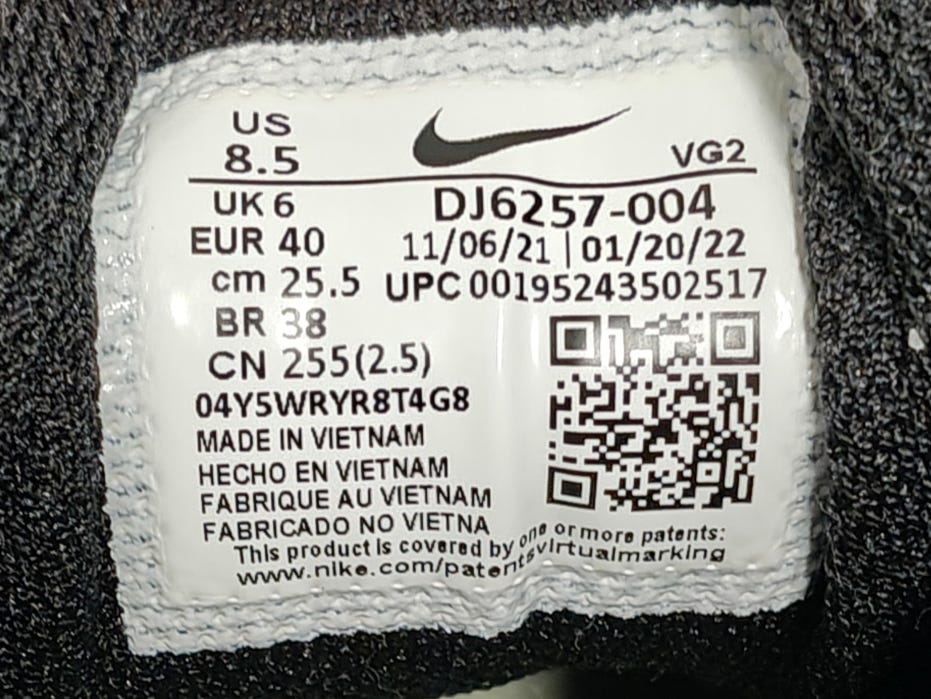 US
8.5
VG2
UK 6
DJ6257-004
EUR 40
11/06/21 | 01/20/22
cm 25.5
UPC 00195243502517
BR 38
CN 255(2.5)
04Y5WRYR8T4G8
MADE IN VIETNAM
HECHO EN VIETNAM
FABRIQUE AU VIETNAM
FABRICADO NO VIETNA
This product is covered by one or more patents:
www.nike.com/patentsvirtualmarking